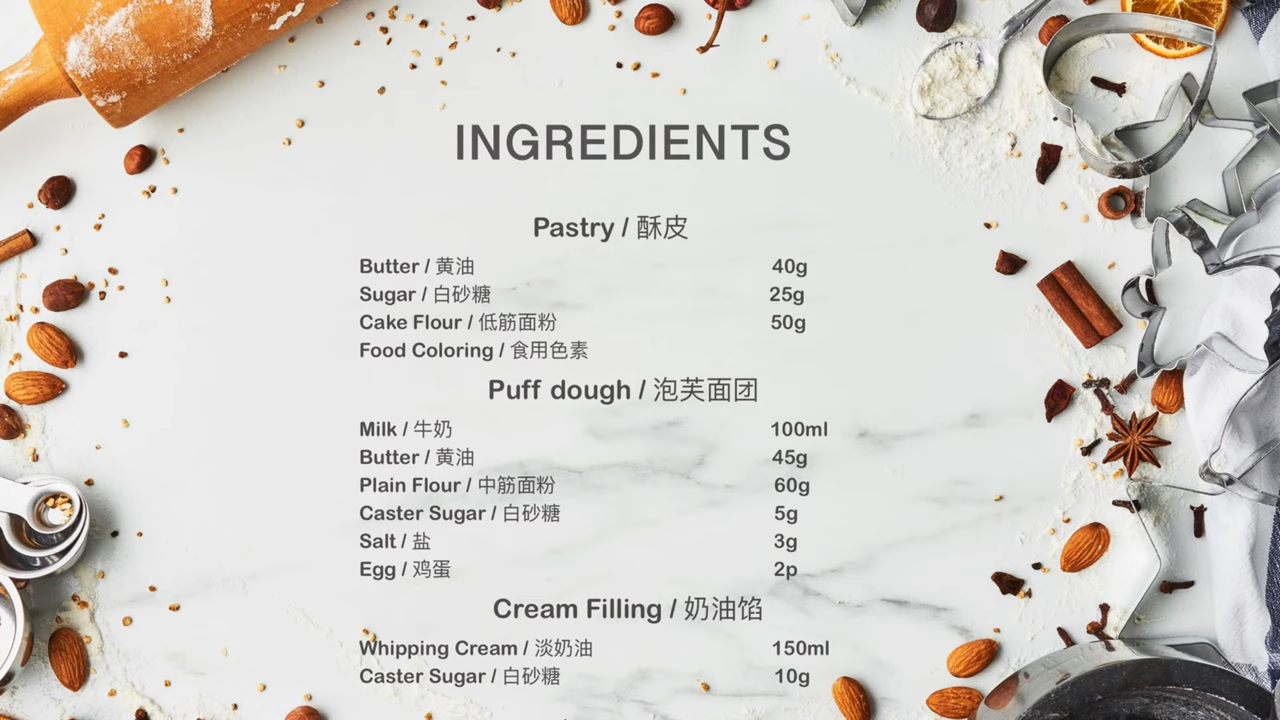 INGREDIENTS
Pastry / 酥皮
Butter / 黄油 40g
Sugar / 白砂糖 25g
Cake Flour / 低筋面粉 50g
Food Coloring / 食用色素
Puff dough / 泡芙面团
Milk / 牛奶 100ml
Butter / 黄油 45g
Plain Flour / 中筋面粉 60g
Caster Sugar / 白砂糖 5g
Salt / 盐 3g
Egg / 鸡蛋 2p
Cream Filling / 奶油馅
Whipping Cream / 淡奶油 150ml
Caster Sugar / 白砂糖 10g